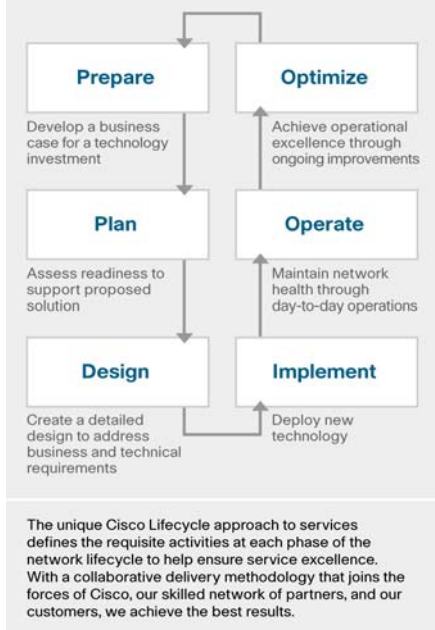 Prepare
Optimize
Develop a business
case for a technology
investment
Achieve operational
excellence through
ongoing improvements
Plan
Operate
Assess readiness to
support proposed
solution
Maintain network
health through
day-to-day operations
Design
Implement
Create a detailed
design to address
business and technical
requirements
Deploy new
technology
The unique Cisco Lifecycle approach to services
defines the requisite activities at each phase of the
network lifecycle to help ensure service excellence.
With a collaborative delivery methodology that joins the
forces of Cisco, our skilled network of partners, and our
customers, we achieve the best results.